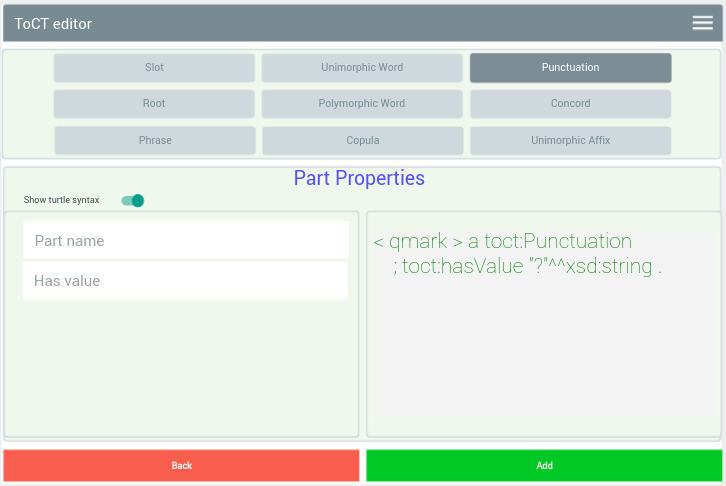 ToCT editor
Slot
Unimorphic Word
Punctuation
Root
Polymorphic Word
Concord
Phrase
Copula
Unimorphic Affix
Part Properties
Show turtle syntax
Part name
Has value
< qmark > a toct:Punctuation
; toct:hasValue "?"^^xsd:string .
Back
Add